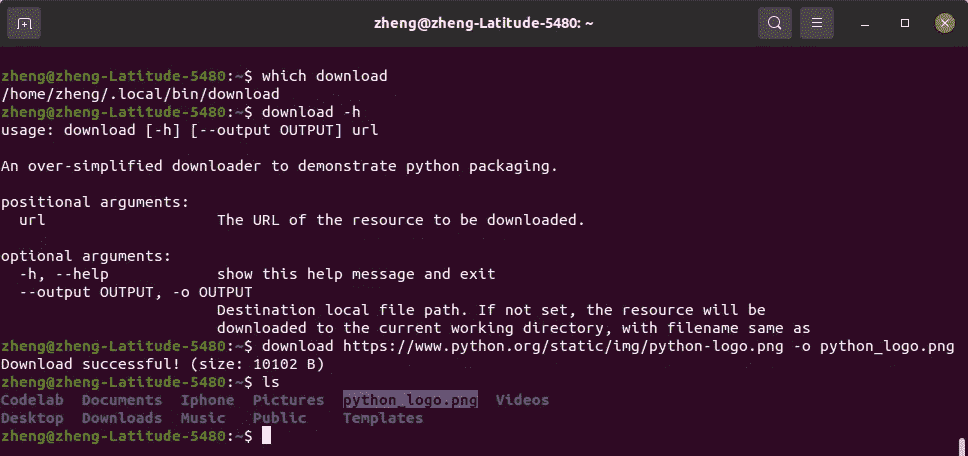 zheng@zheng-Latitude-5480: ~
zheng@zheng-Latitude-5480:~$ which download
/home/zheng/.local/bin/download
zheng@zheng-Latitude-5480:~$ download -h
usage: download [-h] [--output OUTPUT] url
An over-simplified downloader to demonstrate python packaging.
positional arguments:
  url                   The URL of the resource to be downloaded.
optional arguments:
  -h, --help            show this help message and exit
  --output OUTPUT, -o OUTPUT
                        Destination local file path. If not set, the resource will be
                        downloaded to the current working directory, with filename same as
zheng@zheng-Latitude-5480:~$ download https://www.python.org/static/img/python-logo.png -o python_logo.png
Download successful! (size: 10102 B)
zheng@zheng-Latitude-5480:~$ ls
Codelab  Documents  Iphone  Pictures  python_logo.png  Videos
Desktop  Downloads  Music   Public    Templates
zheng@zheng-Latitude-5480:~$